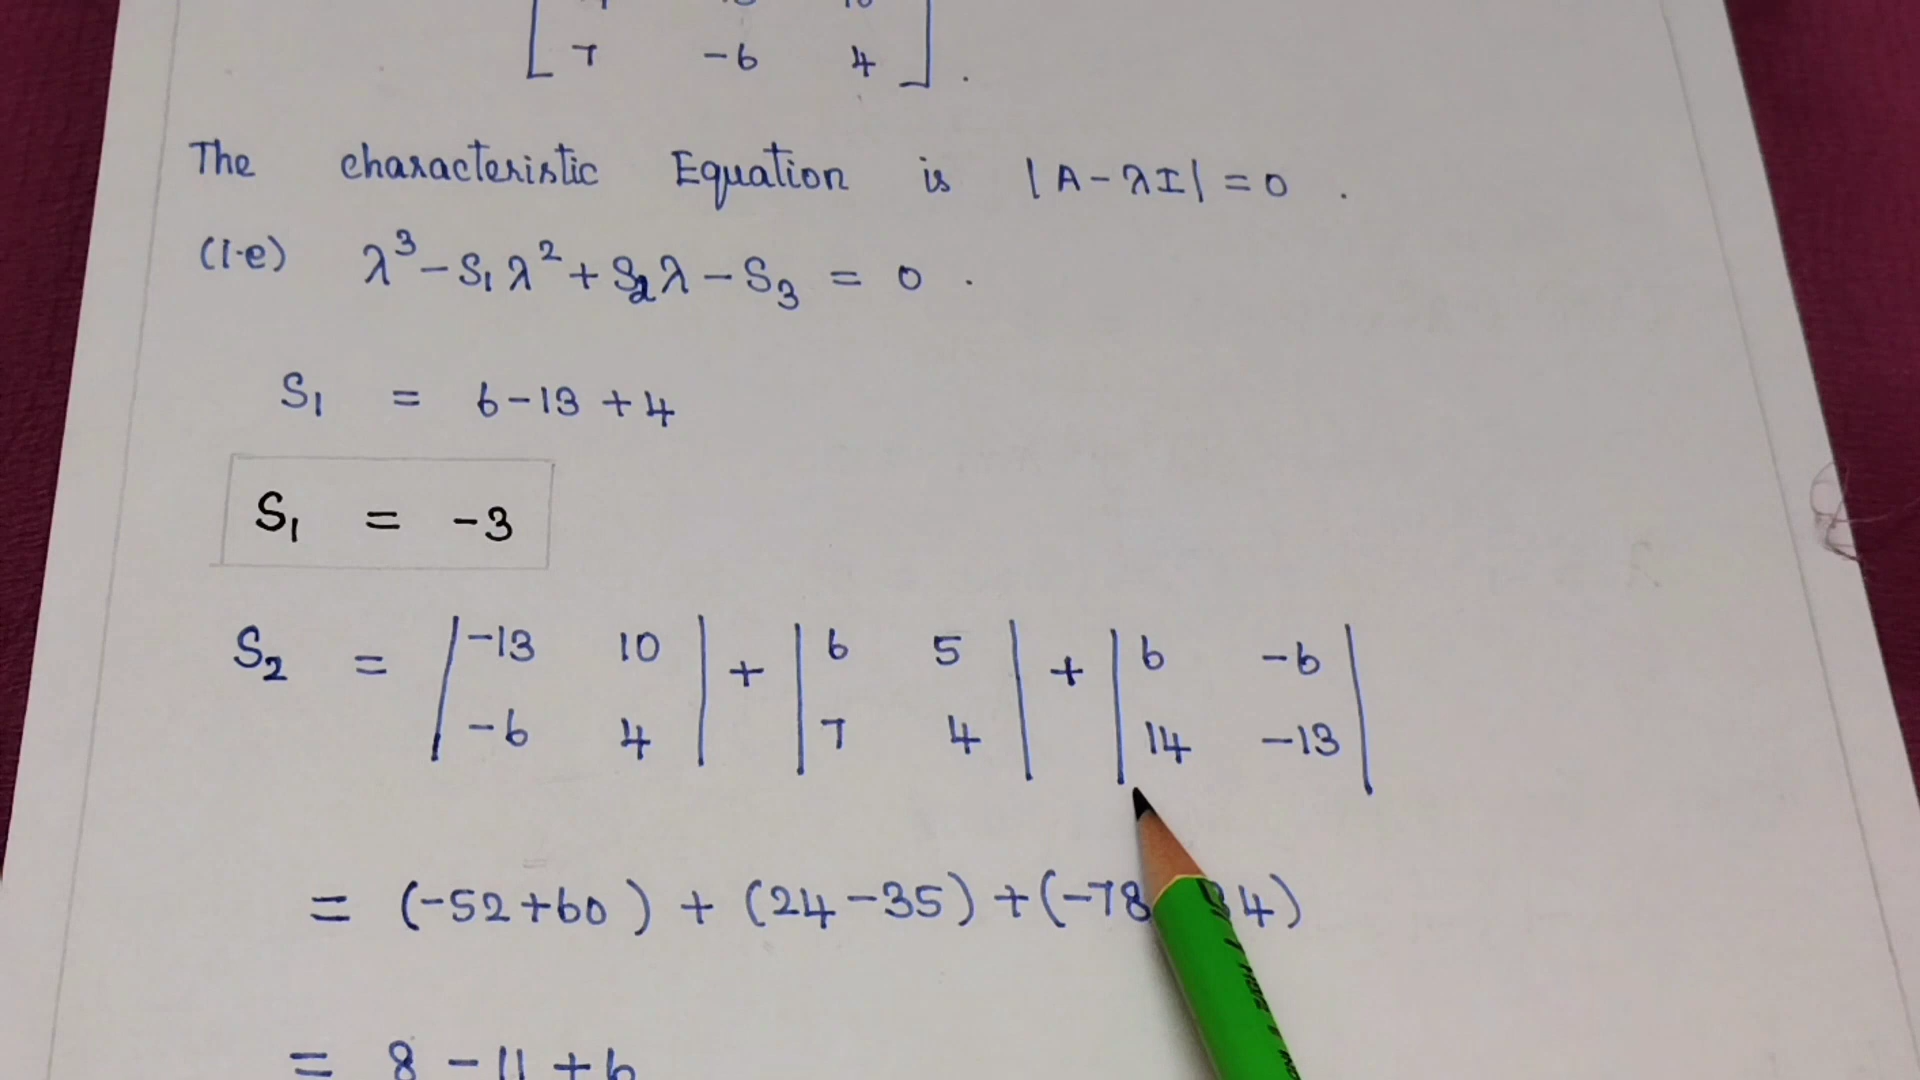 7 -6 4 .
The characteristic Equation is |A-λI| = 0 .
(i.e) λ³ - S₁λ² + S₂λ - S₃ = 0 .
S₁ = 6-13+4
S₁ = -3
S₂ = |-13 10| + |6 5| + |6 -6|
|-6 4| |7 4| |14 -13|
= (-52+60) + (24-35) + (-78 84)
= 8 - 11 + 6